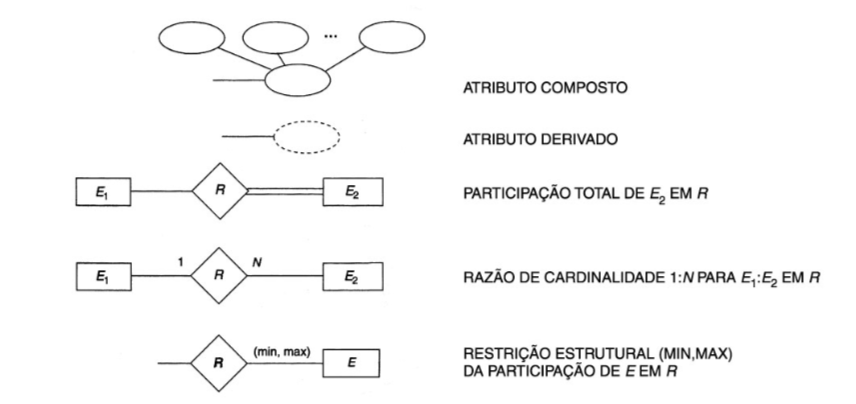 ...
ATRIBUTO COMPOSTO
ATRIBUTO DERIVADO
E₁ R E₂ PARTICIPAÇÃO TOTAL DE E₂ EM R
E₁ 1 R N E₂ RAZÃO DE CARDINALIDADE 1:N PARA E₁:E₂ EM R
R (min, max) E RESTRIÇÃO ESTRUTURAL (MIN,MAX)
DA PARTICIPAÇÃO DE E EM R